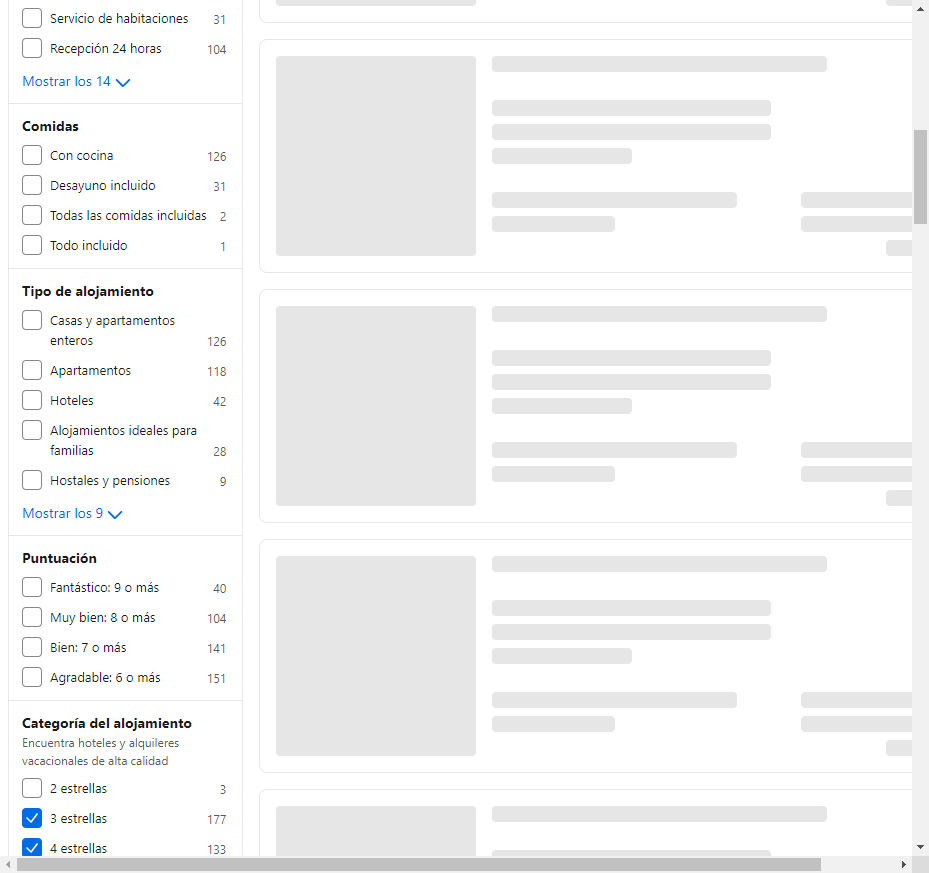 Servicio de habitaciones 31
Recepción 24 horas 104
Mostrar los 14
Comidas
Con cocina 126
Desayuno incluido 31
Todas las comidas incluidas 2
Todo incluido 1
Tipo de alojamiento
Casas y apartamentos
enteros 126
Apartamentos 118
Hoteles 42
Alojamientos ideales para
familias 28
Hostales y pensiones 9
Mostrar los 9
Puntuación
Fantástico: 9 o más 40
Muy bien: 8 o más 104
Bien: 7 o más 141
Agradable: 6 o más 151
Categoría del alojamiento
Encuentra hoteles y alquileres
vacacionales de alta calidad
2 estrellas 3
3 estrellas 177
4 estrellas 133